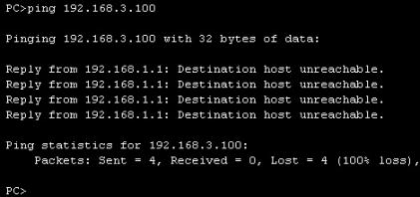 PC>ping 192.168.3.100
Pinging 192.168.3.100 with 32 bytes of data:
Reply from 192.168.1.1: Destination host unreachable.
Reply from 192.168.1.1: Destination host unreachable.
Reply from 192.168.1.1: Destination host unreachable.
Reply from 192.168.1.1: Destination host unreachable.
Ping statistics for 192.168.3.100:
Packets: Sent = 4, Received = 0, Lost = 4 (100% loss),
PC>